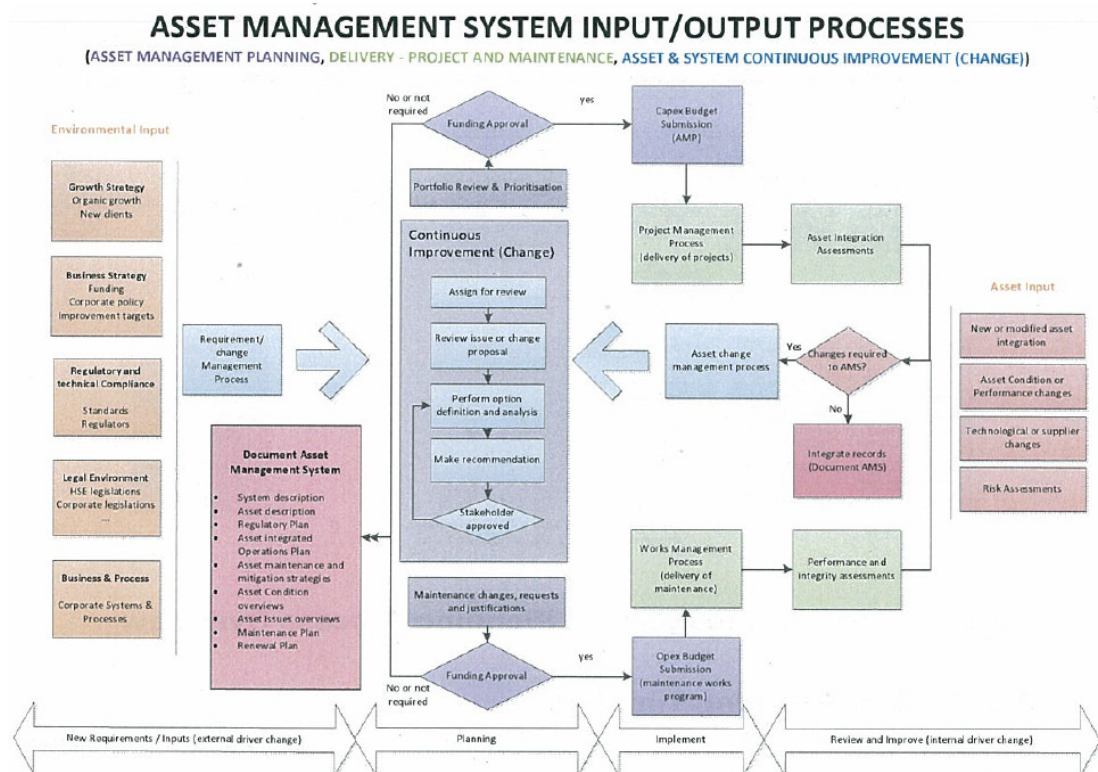 ASSET MANAGEMENT SYSTEM INPUT/OUTPUT PROCESSES
(ASSET MANAGEMENT PLANNING, DELIVERY - PROJECT AND MAINTENANCE, ASSET & SYSTEM CONTINUOUS IMPROVEMENT (CHANGE))
Environmental Input
Growth Strategy
Organic growth
New clients
Business Strategy
Funding
Corporate policy
Improvement targets
Regulatory and
technical Compliance
Standards
Regulators
Legal Environment
HSE legislations
Corporate legislations
...
Business & Process
Corporate Systems &
Processes
Requirement/
change
Management
Process
Document Asset
Management System
• System description
• Asset description
• Regulatory Plan
• Asset integrated
Operations Plan
• Asset maintenance and
mitigation strategies
• Asset Condition
overviews
• Asset Issues overviews
• Maintenance Plan
• Renewal Plan
No or not
required
Funding Approval
yes
Portfolio Review & Prioritisation
Continuous
Improvement (Change)
Assign for review
Review issue or change
proposal
Perform option
definition and analysis
Make recommendation
Stakeholder
approved
Maintenance changes, requests
and justifications
Funding Approval
yes
No or not
required
Capex Budget
Submission
(AMP)
Project Management
Process
(delivery of projects)
Asset Integration
Assessments
Asset change
management process
Yes
Changes required
to AMS?
No
Integrate records
(Document AMS)
Works Management
Process
(delivery of
maintenance)
Performance and
integrity assessments
Opex Budget
Submission
(maintenance works
program)
Asset Input
New or modified asset
integration
Asset Condition or
Performance changes
Technological or supplier
changes
Risk Assessments
New Requirements / Inputs (external driver change)
Planning
Implement
Review and Improve (internal driver change)